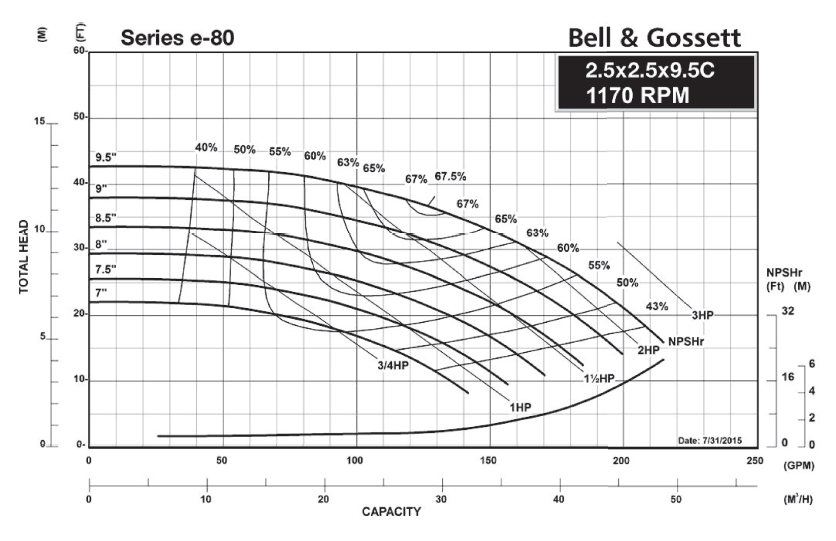 (M)
(FT)
Series e-80
Bell & Gossett
2.5x2.5x9.5C
1170 RPM
60
50
15
40% 50% 55% 60% 63% 65%
9.5"
67% 67.5%
40
9"
67%
8.5"
65%
10
63%
30
8"
60%
TOTAL HEAD
7.5"
55%
NPSHr
(Ft) (M)
50%
7"
43%
3HP
32
20
NPSHr
5
2HP
3/4HP
6
10
1½HP
16
4
1HP
2
Date: 7/31/2015
0
0-
0
0
0 50 100 150 200 250
(GPM)
0 10 20 30 40 50
(M³/H)
CAPACITY